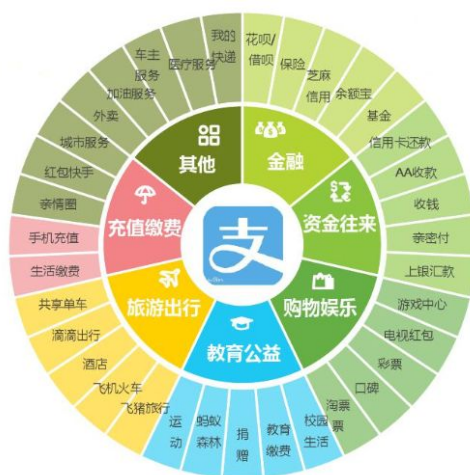 花呗/
借呗
保险
芝麻
信用
余额宝
基金
信用卡还款
AA收款
收钱
亲密付
上银汇款
游戏中心
电视红包
彩票
口碑
淘票
票
校园
生活
教育
缴费
捐
赠
蚂蚁
森林
运
动
飞猪旅行
飞机火车
酒店
滴滴出行
共享单车
生活缴费
手机充值
亲情圈
红包快手
城市服务
外卖
加油服务
车主
服务
医疗服务
我的
快递
金融
资金往来
购物娱乐
教育公益
旅游出行
充值缴费
其他
支